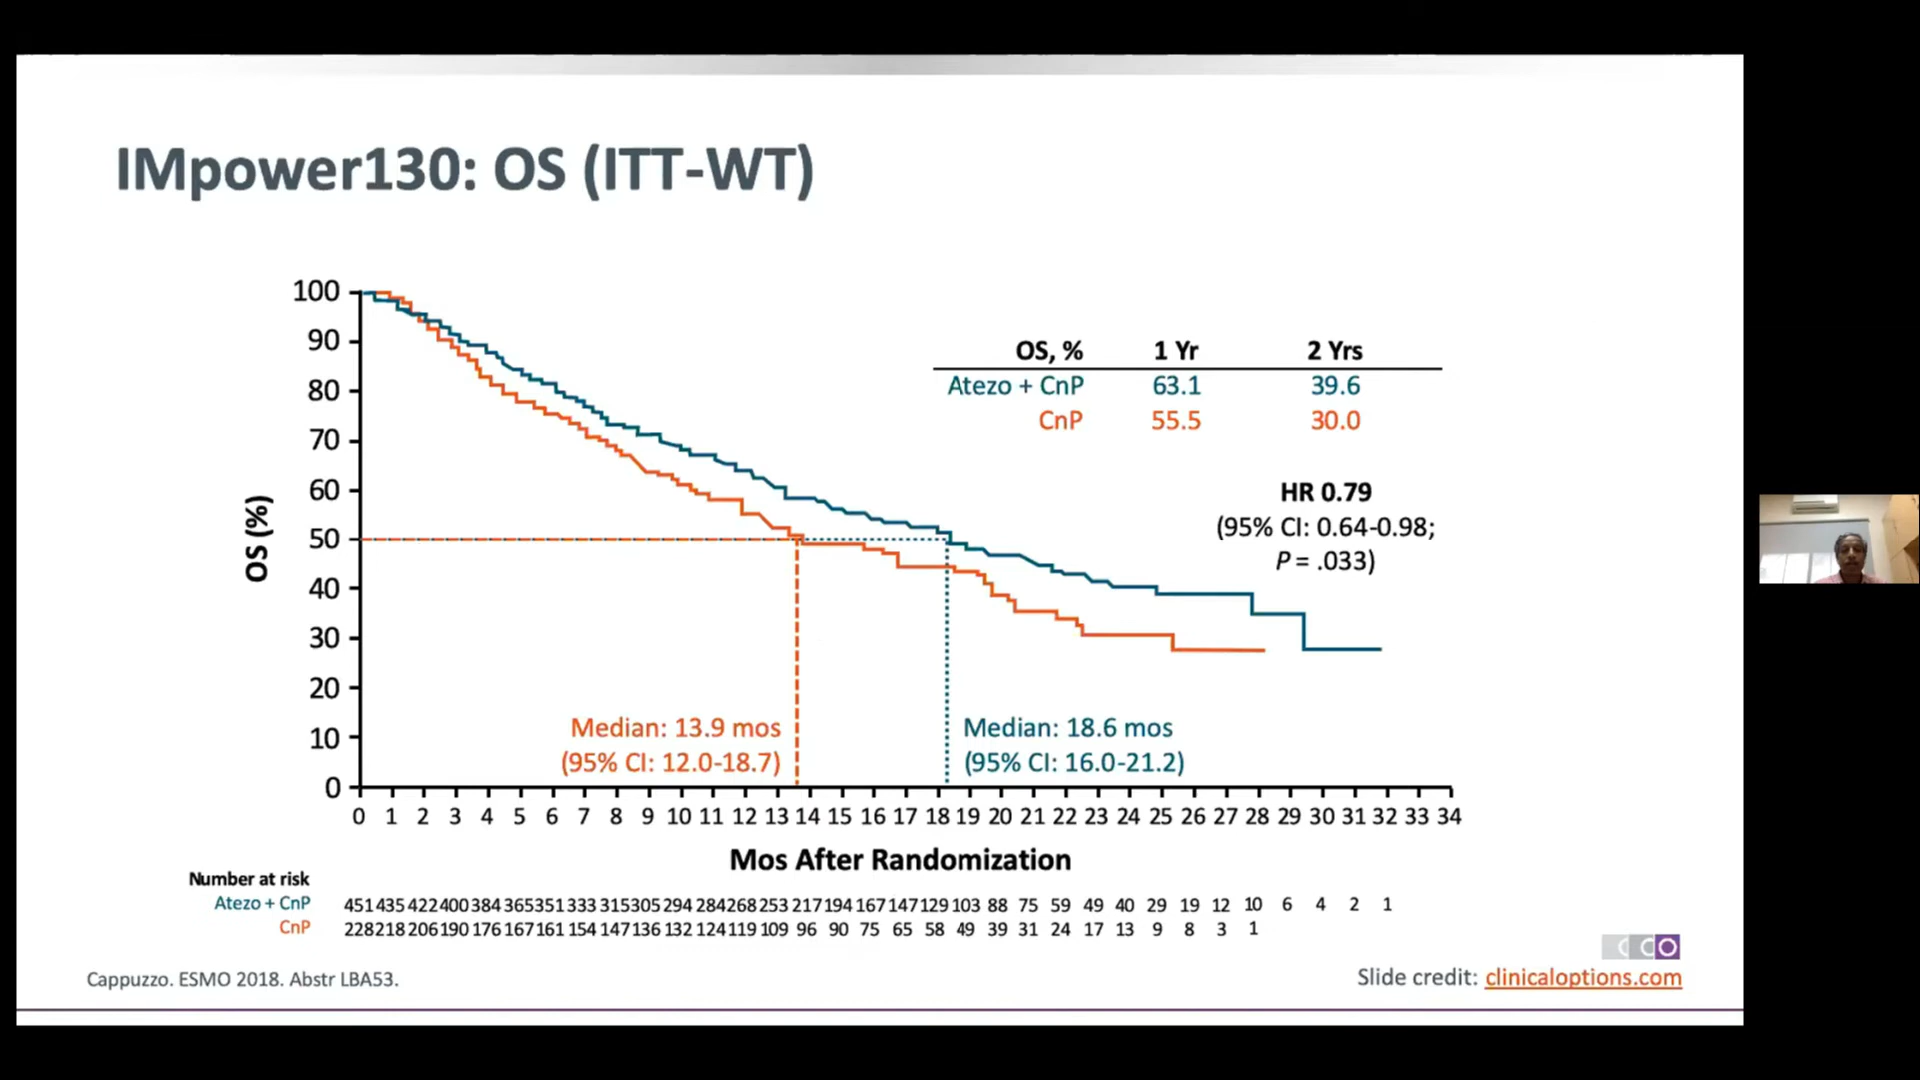 IMpower130: OS (ITT-WT)
OS (%)
100
90
80
70
60
50
40
30
20
10
0
OS, % 1 Yr 2 Yrs
Atezo + CnP 63.1 39.6
CnP 55.5 30.0
HR 0.79
(95% CI: 0.64-0.98;
P = .033)
Median: 13.9 mos
(95% CI: 12.0-18.7)
Median: 18.6 mos
(95% CI: 16.0-21.2)
0 1 2 3 4 5 6 7 8 9 10 11 12 13 14 15 16 17 18 19 20 21 22 23 24 25 26 27 28 29 30 31 32 33 34
Mos After Randomization
Number at risk
Atezo + CnP 451 435 422 400 384 365 351 333 315 305 294 284 268 253 217 194 167 147 129 103 88 75 59 49 40 29 19 12 10 6 4 2 1
CnP 228 218 206 190 176 167 161 154 147 136 132 124 119 109 96 90 75 65 58 49 39 31 24 17 13 9 8 3 1
CCO
Cappuzzo. ESMO 2018. Abstr LBA53.
Slide credit: clinicaloptions.com